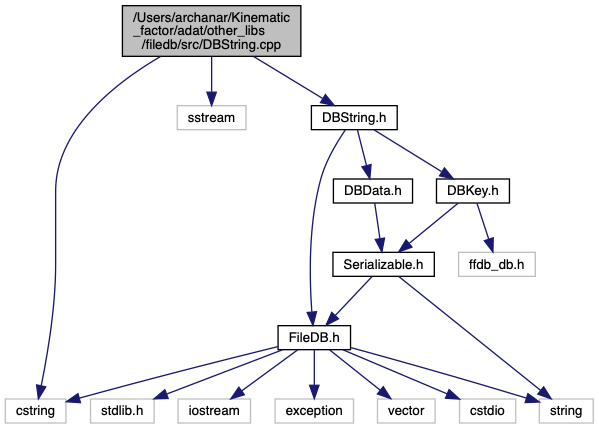 /Users/archanar/Kinematic
_factor/adat/other_libs
/filedb/src/DBString.cpp
sstream
DBString.h
DBData.h
DBKey.h
Serializable.h
ffdb_db.h
FileDB.h
cstring
stdlib.h
iostream
exception
vector
cstdio
string